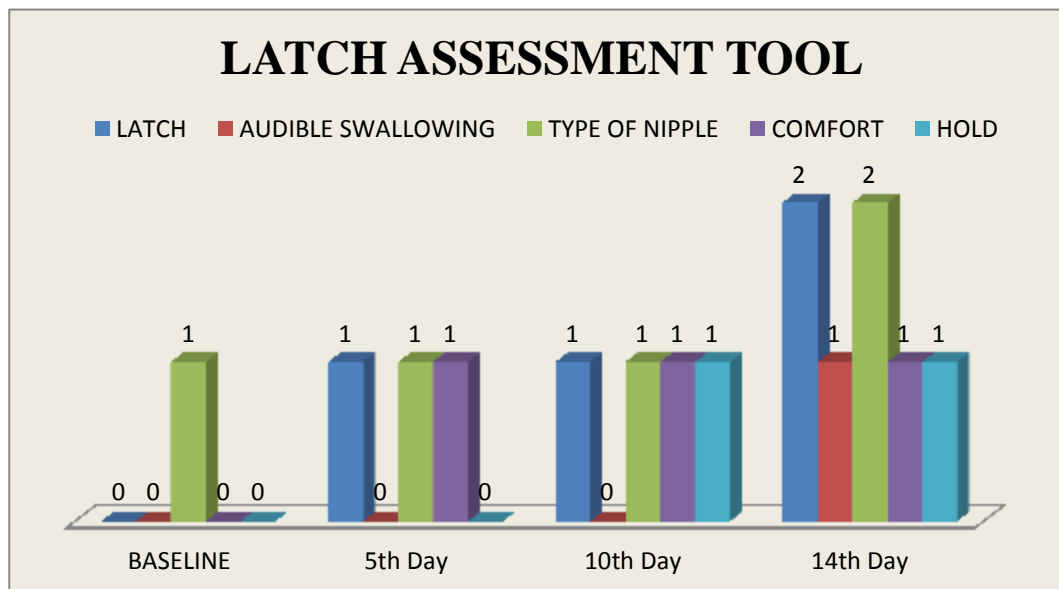 LATCH ASSESSMENT TOOL
LATCH AUDIBLE SWALLOWING TYPE OF NIPPLE COMFORT HOLD
2 2
1 1 1 1 1 1 1 1 1 1 1
0 0 0 0 0 0 0
BASELINE 5th Day 10th Day 14th Day